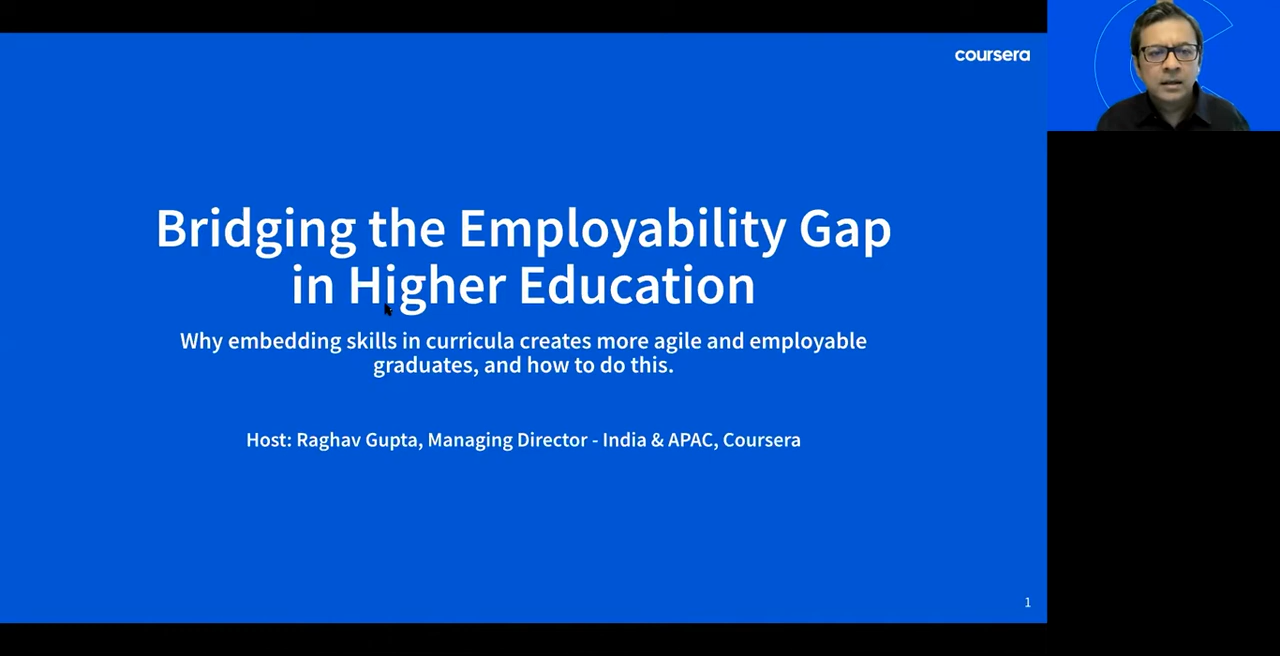 coursera
Bridging the Employability Gap
in Higher Education
Why embedding skills in curricula creates more agile and employable
graduates, and how to do this.
Host: Raghav Gupta, Managing Director - India & APAC, Coursera
1